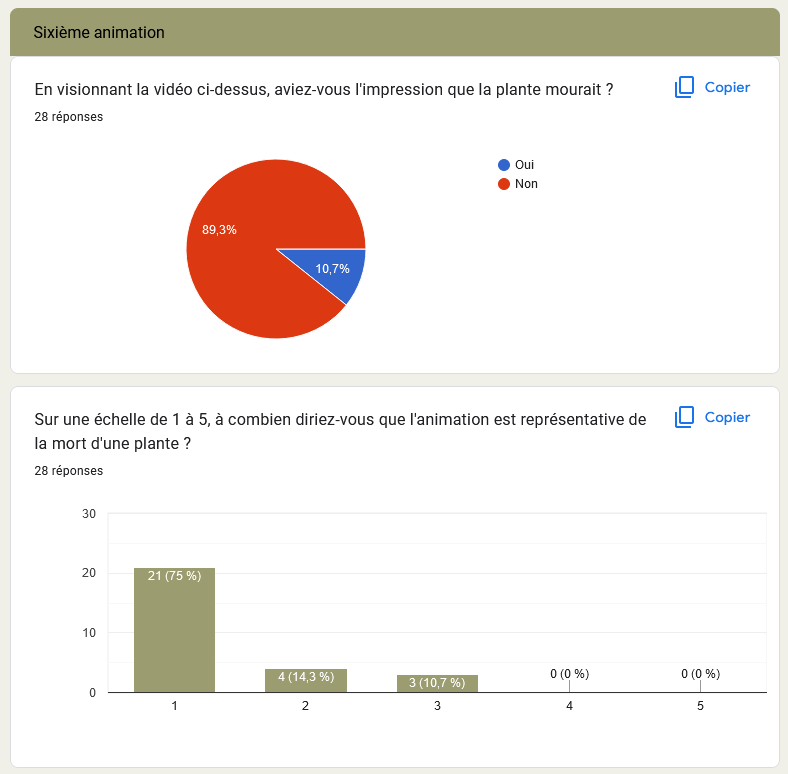 Sixième animation
En visionnant la vidéo ci-dessus, aviez-vous l'impression que la plante mourait ?
Copier
28 réponses
Oui
Non
89,3%
10,7%
Sur une échelle de 1 à 5, à combien diriez-vous que l'animation est représentative de
la mort d'une plante ?
Copier
28 réponses
30
20
10
0
21 (75 %)
4 (14,3 %)
3 (10,7 %)
0 (0 %)
0 (0 %)
1
2
3
4
5